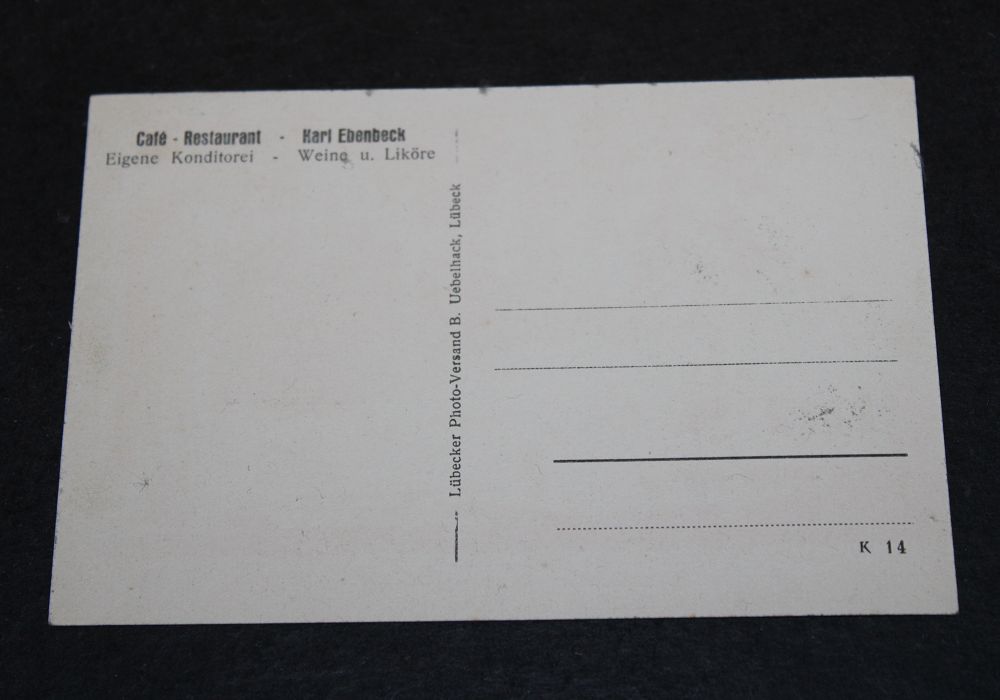 Café - Restaurant - Karl Ebenbeck
Eigene Konditorei - Weine u. Liköre
Lübecker Photo-Versand B. Uebelhack, Lübeck
K 14